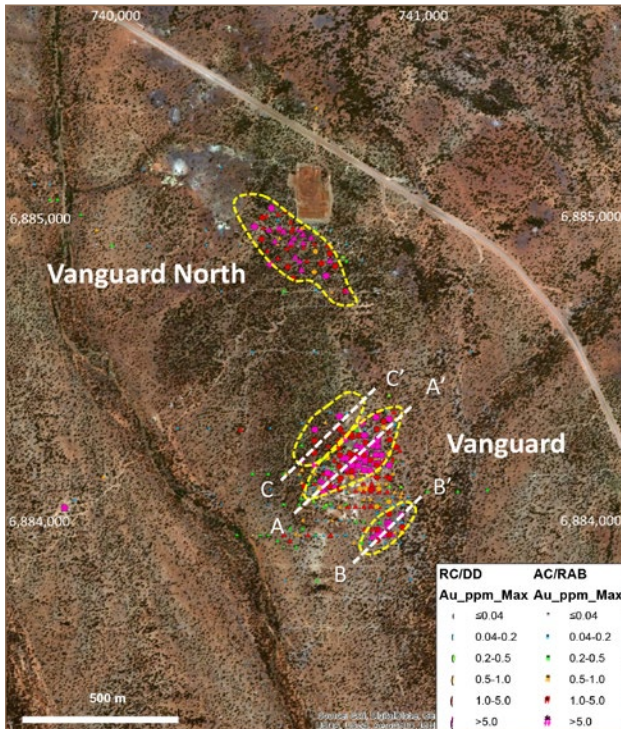 740,000 741,000
6,885,000 6,885,000
Vanguard North
C' A'
Vanguard
C B'
A
6,884,000 6,884,000
B
RC/DD AC/RAB
Au_ppm_Max Au_ppm_Max
≤0.04 ≤0.04
0.04-0.2 0.04-0.2
0.2-0.5 0.2-0.5
0.5-1.0 0.5-1.0
1.0-5.0 1.0-5.0
>5.0 >5.0
500 m